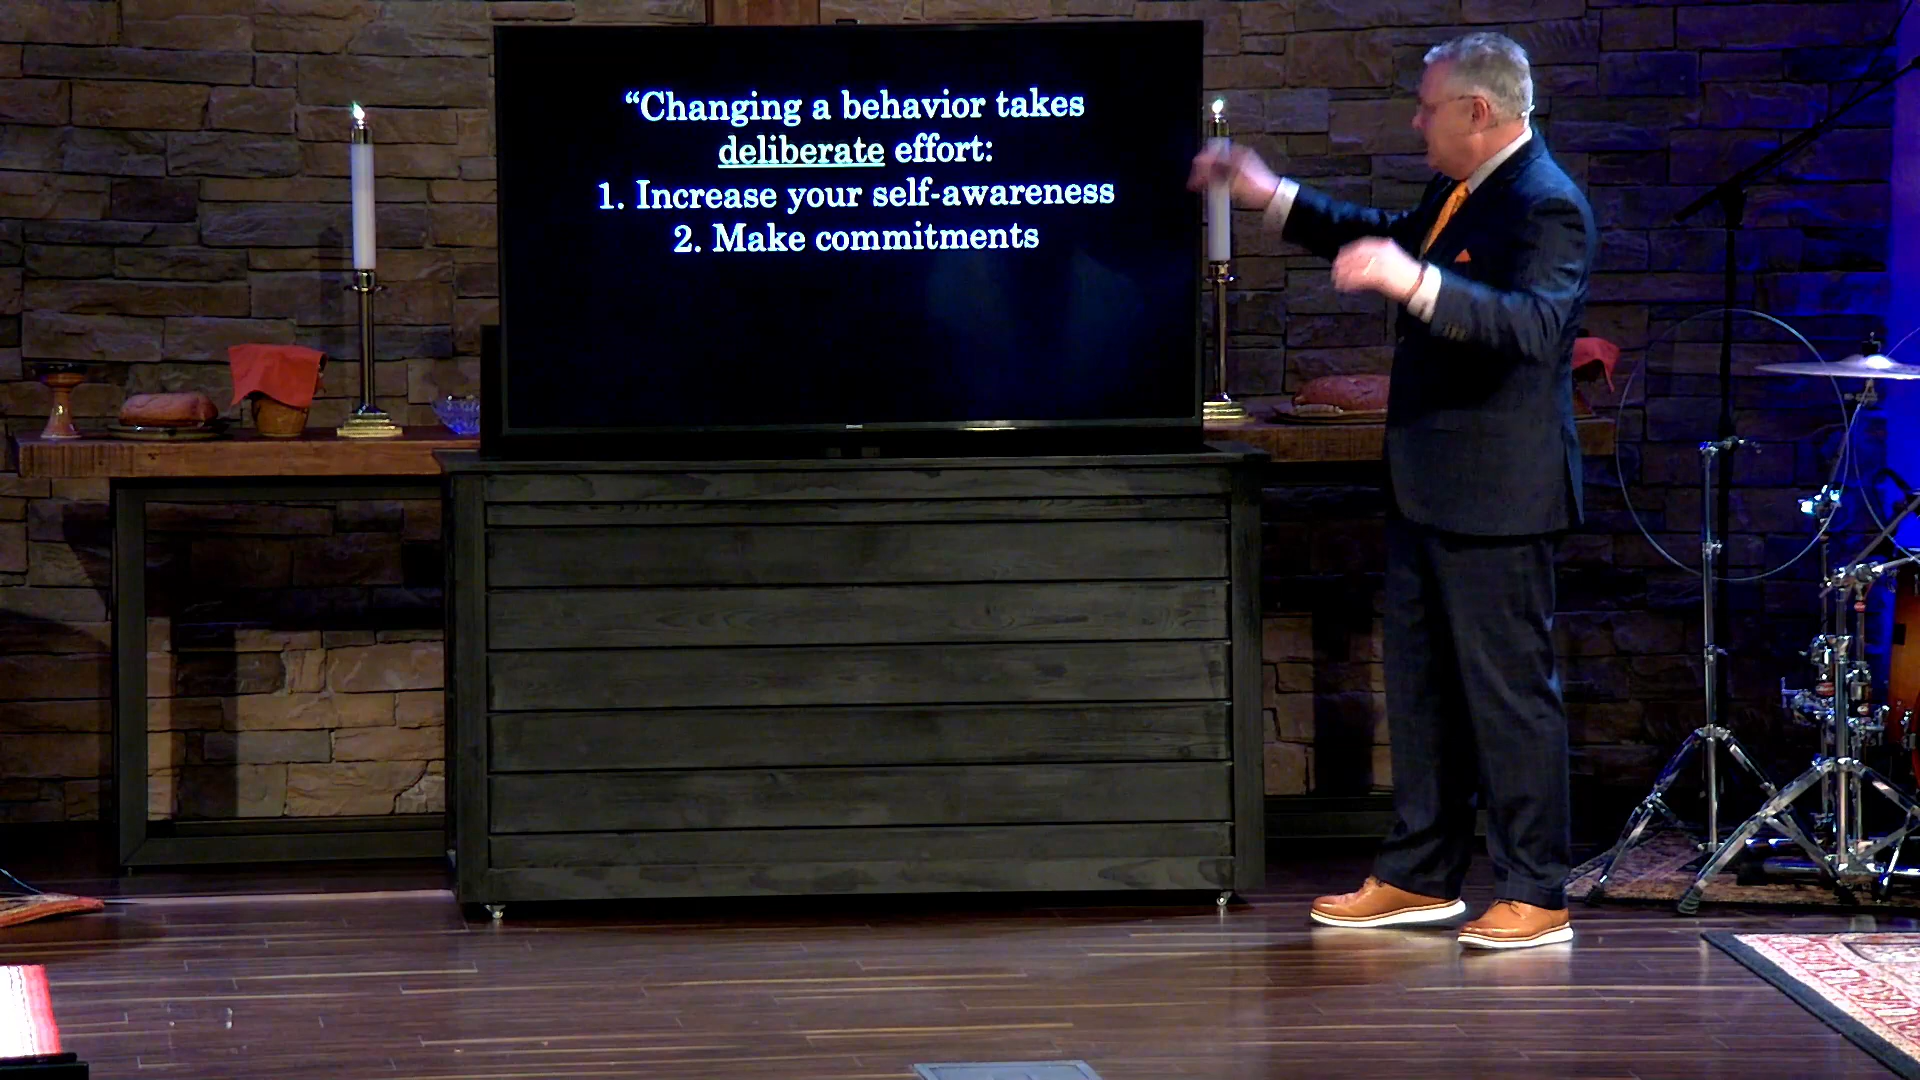 “Changing a behavior takes
deliberate effort:
1. Increase your self-awareness
2. Make commitments